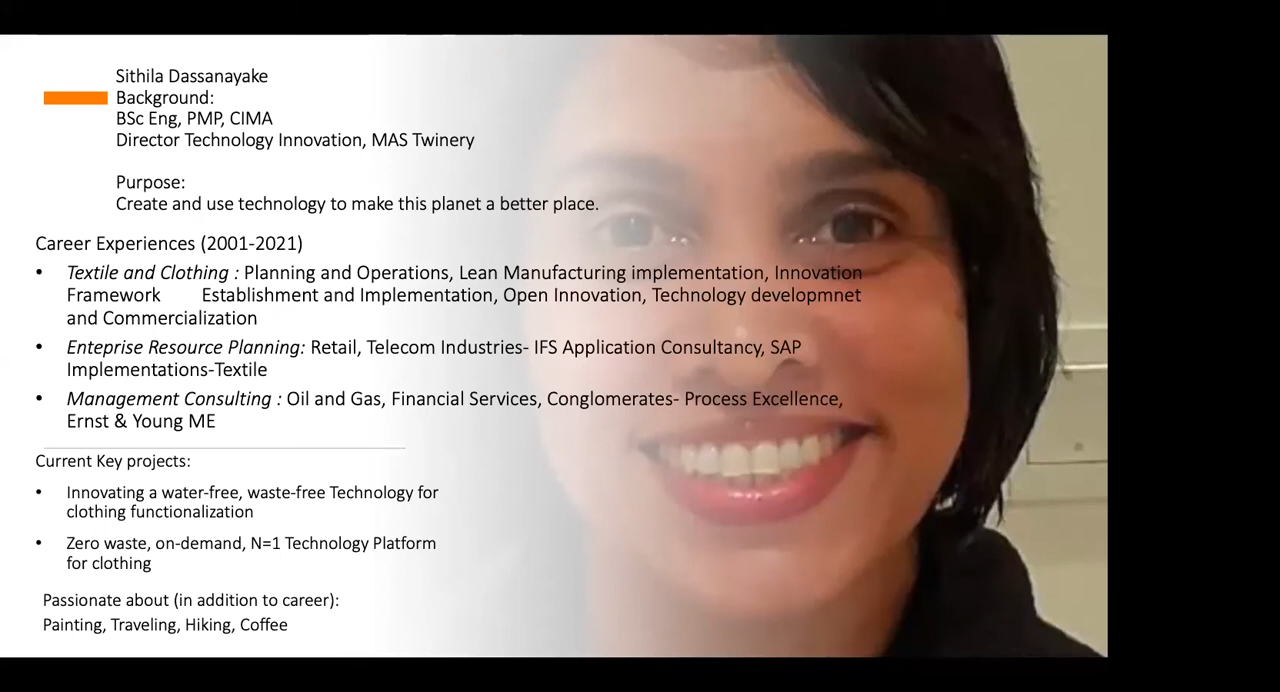 Sithila Dassanayake
Background:
BSc Eng, PMP, CIMA
Director Technology Innovation, MAS Twinery
Purpose:
Create and use technology to make this planet a better place.
Career Experiences (2001-2021)
• Textile and Clothing : Planning and Operations, Lean Manufacturing implementation, Innovation
Framework Establishment and Implementation, Open Innovation, Technology developmnet
and Commercialization
• Enteprise Resource Planning: Retail, Telecom Industries- IFS Application Consultancy, SAP
Implementations-Textile
• Management Consulting : Oil and Gas, Financial Services, Conglomerates- Process Excellence,
Ernst & Young ME
Current Key projects:
• Innovating a water-free, waste-free Technology for
clothing functionalization
• Zero waste, on-demand, N=1 Technology Platform
for clothing
Passionate about (in addition to career):
Painting, Traveling, Hiking, Coffee